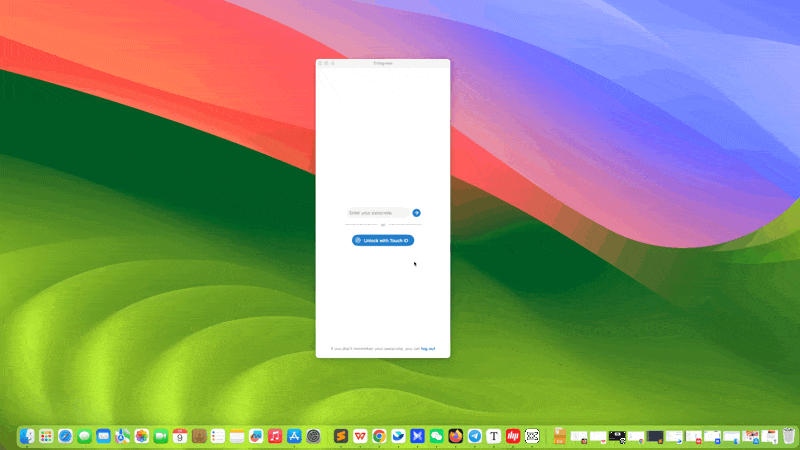 Telegram
Enter your passcode
or
Unlock with Touch ID
If you don't remember your passcode, you can log out
9
W
T